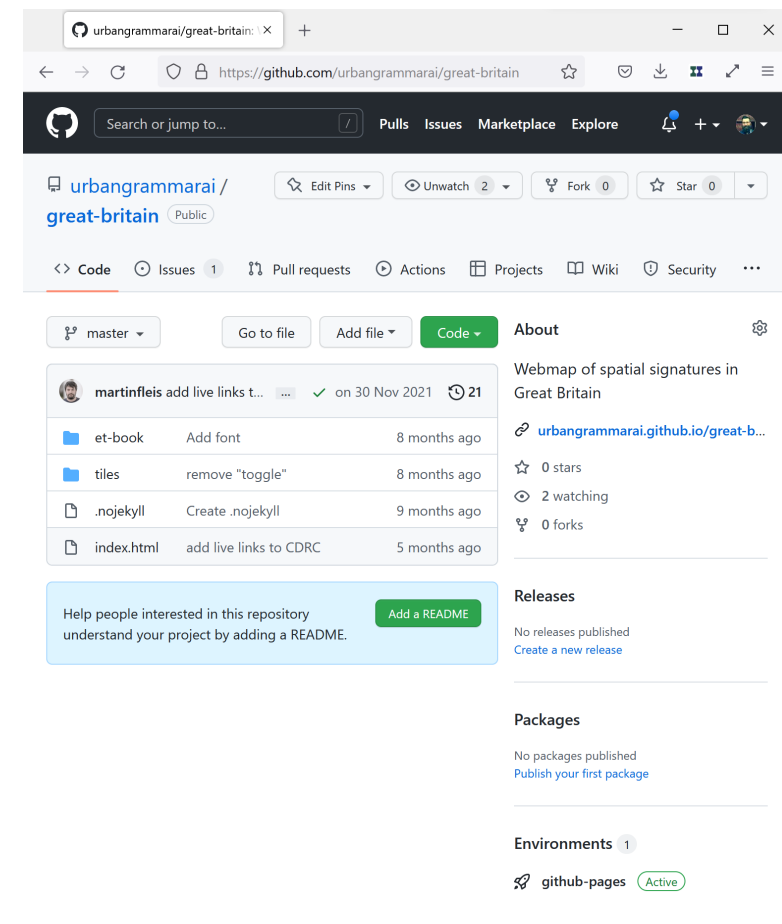 urbangrammarai/great-britain:
https://github.com/urbangrammarai/great-britain
Search or jump to... / Pulls Issues Marketplace Explore
urbangrammarai / Edit Pins Unwatch 2 Fork 0 Star 0
great-britain Public
Code Issues 1 Pull requests Actions Projects Wiki Security ...
master Go to file Add file Code
martinfleis add live links t... ... on 30 Nov 2021 21
et-book Add font 8 months ago
tiles remove "toggle" 8 months ago
.nojekyll Create .nojekyll 9 months ago
index.html add live links to CDRC 5 months ago
Help people interested in this repository
understand your project by adding a README.
Add a README
About
Webmap of spatial signatures in
Great Britain
urbangrammarai.github.io/great-b...
0 stars
2 watching
0 forks
Releases
No releases published
Create a new release
Packages
No packages published
Publish your first package
Environments 1
github-pages Active